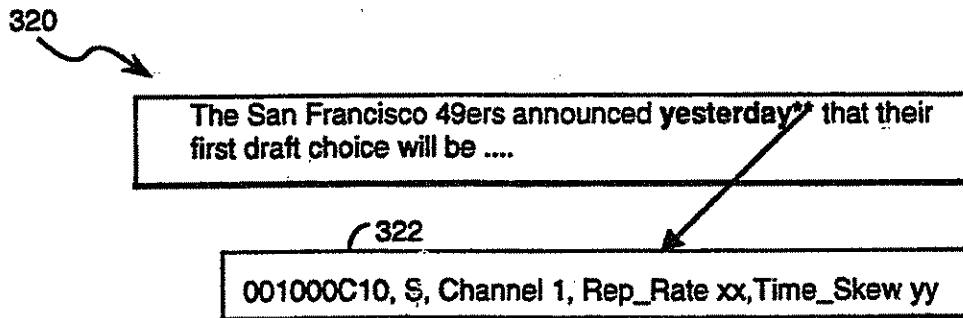 320
The San Francisco 49ers announced yesterday** that their
first draft choice will be ....
322
001000C10, S, Channel 1, Rep_Rate xx,Time_Skew yy